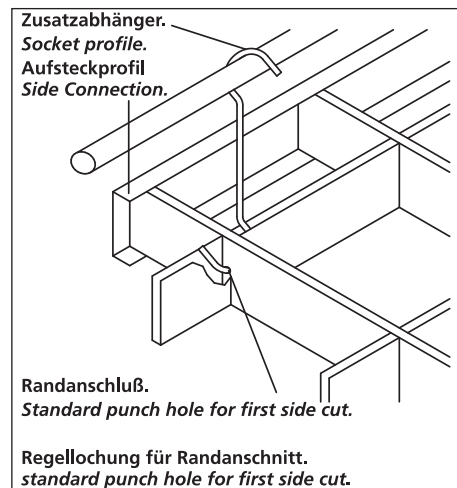 Zusatzabhänger.
Socket profile.
Aufsteckprofil
Side Connection.
Randanschluß.
Standard punch hole for first side cut.
Regellochung für Randanschnitt.
standard punch hole for first side cut.